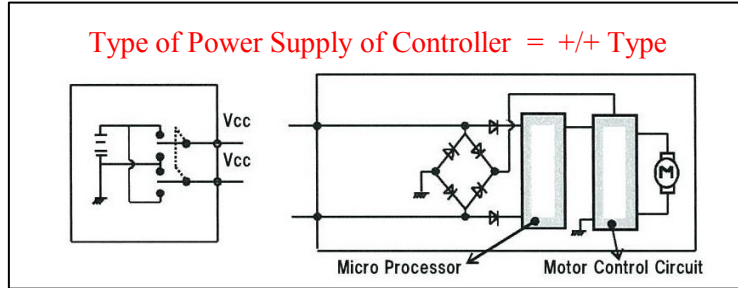 Type of Power Supply of Controller = +/+ Type
Vcc
Vcc
M
Micro Processor
Motor Control Circuit